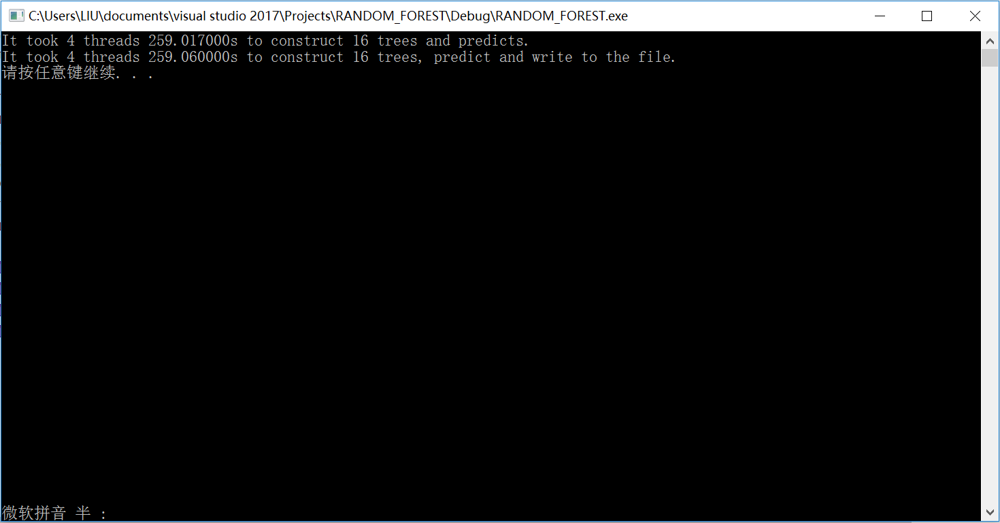 C:\Users\LIU\documents\visual studio 2017\Projects\RANDOM_FOREST\Debug\RANDOM_FOREST.exe
It took 4 threads 259.017000s to construct 16 trees and predicts.
It took 4 threads 259.060000s to construct 16 trees, predict and write to the file.
请按任意键继续. . .
微软拼音 半 :